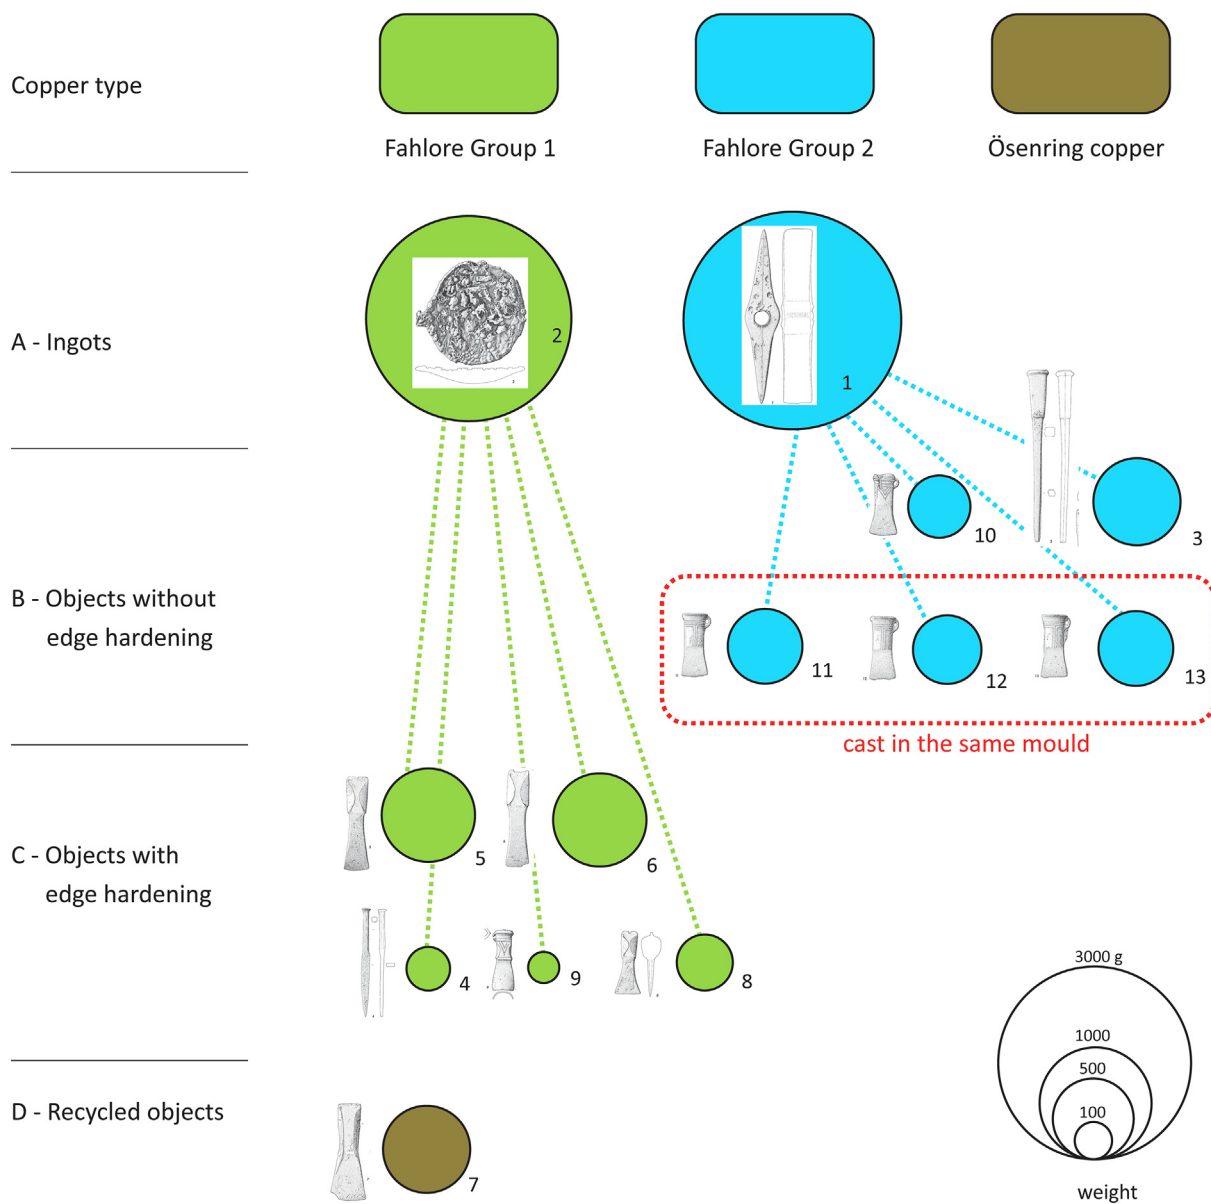 Copper type
Fahlore Group 1
Fahlore Group 2
Ösenring copper
A - Ingots
2
1
B - Objects without
edge hardening
10
3
11
12
13
cast in the same mould
C - Objects with
edge hardening
5
6
4
9
8
D - Recycled objects
7
3000 g
1000
500
100
weight